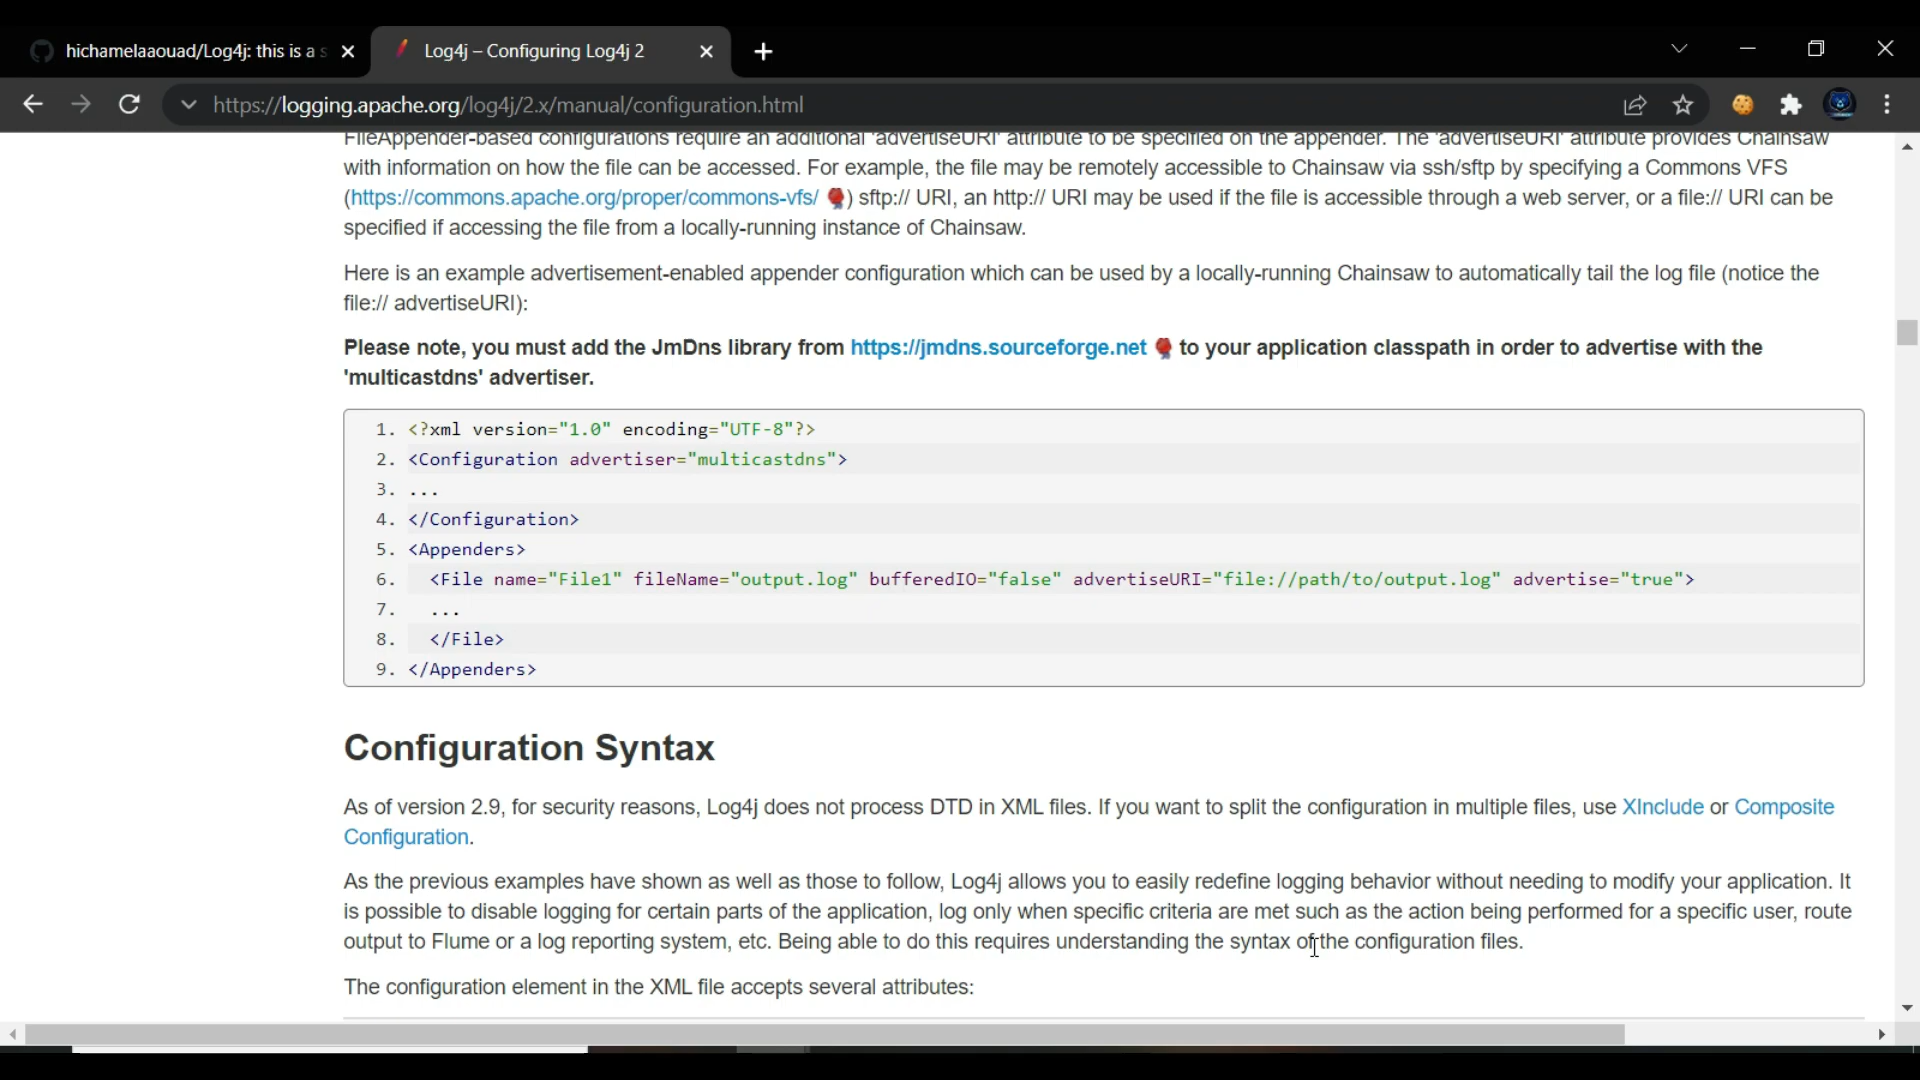 hichamelaaouad/Log4j: this is a s
Log4j – Configuring Log4j 2
https://logging.apache.org/log4j/2.x/manual/configuration.html
FileAppender-based configurations require an additional 'advertiseURI' attribute to be specified on the appender. The 'advertiseURI' attribute provides Chainsaw
with information on how the file can be accessed. For example, the file may be remotely accessible to Chainsaw via ssh/sftp by specifying a Commons VFS
(https://commons.apache.org/proper/commons-vfs/ ) sftp:// URI, an http:// URI may be used if the file is accessible through a web server, or a file:// URI can be
specified if accessing the file from a locally-running instance of Chainsaw.
Here is an example advertisement-enabled appender configuration which can be used by a locally-running Chainsaw to automatically tail the log file (notice the
file:// advertiseURI):
Please note, you must add the JmDns library from https://jmdns.sourceforge.net to your application classpath in order to advertise with the
'multicastdns' advertiser.
1. <?xml version="1.0" encoding="UTF-8"?>
2. <Configuration advertiser="multicastdns">
3. ...
4. </Configuration>
5. <Appenders>
6. <File name="File1" fileName="output.log" bufferedIO="false" advertiseURI="file://path/to/output.log" advertise="true">
7. ...
8. </File>
9. </Appenders>
Configuration Syntax
As of version 2.9, for security reasons, Log4j does not process DTD in XML files. If you want to split the configuration in multiple files, use XInclude or Composite
Configuration.
As the previous examples have shown as well as those to follow, Log4j allows you to easily redefine logging behavior without needing to modify your application. It
is possible to disable logging for certain parts of the application, log only when specific criteria are met such as the action being performed for a specific user, route
output to Flume or a log reporting system, etc. Being able to do this requires understanding the syntax of the configuration files.
The configuration element in the XML file accepts several attributes: